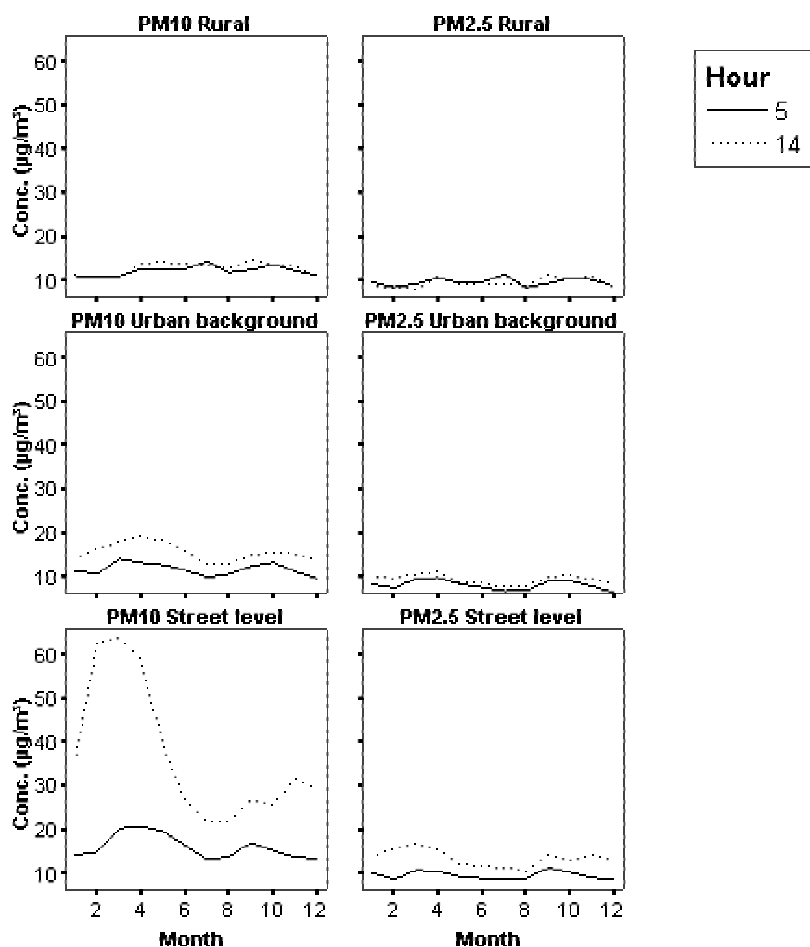 PM10 Rural
PM2.5 Rural
Conc. (µg/m³)
60
50
40
30
20
10
Hour
5
14
PM10 Urban background
PM2.5 Urban background
Conc. (µg/m³)
60
50
40
30
20
10
PM10 Street level
PM2.5 Street level
Conc. (µg/m³)
60
50
40
30
20
10
2 4 6 8 10 12
2 4 6 8 10 12
Month
Month